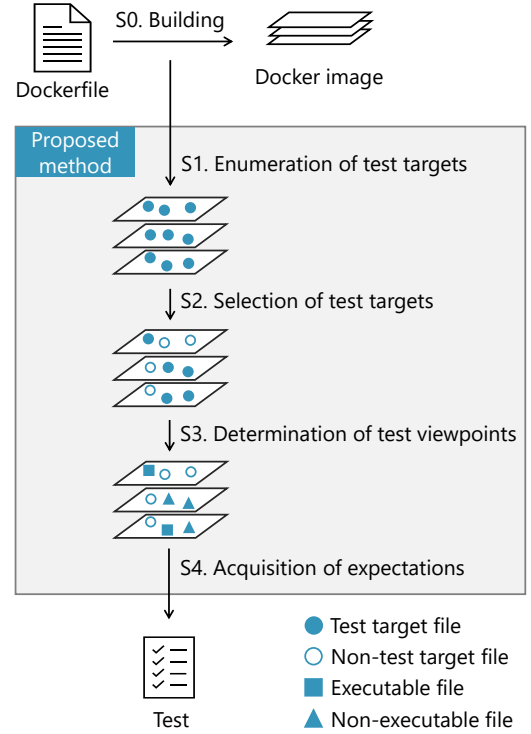 S0. Building
Dockerfile
Docker image
Proposed
method
S1. Enumeration of test targets
S2. Selection of test targets
S3. Determination of test viewpoints
S4. Acquisition of expectations
Test
Test target file
Non-test target file
Executable file
Non-executable file